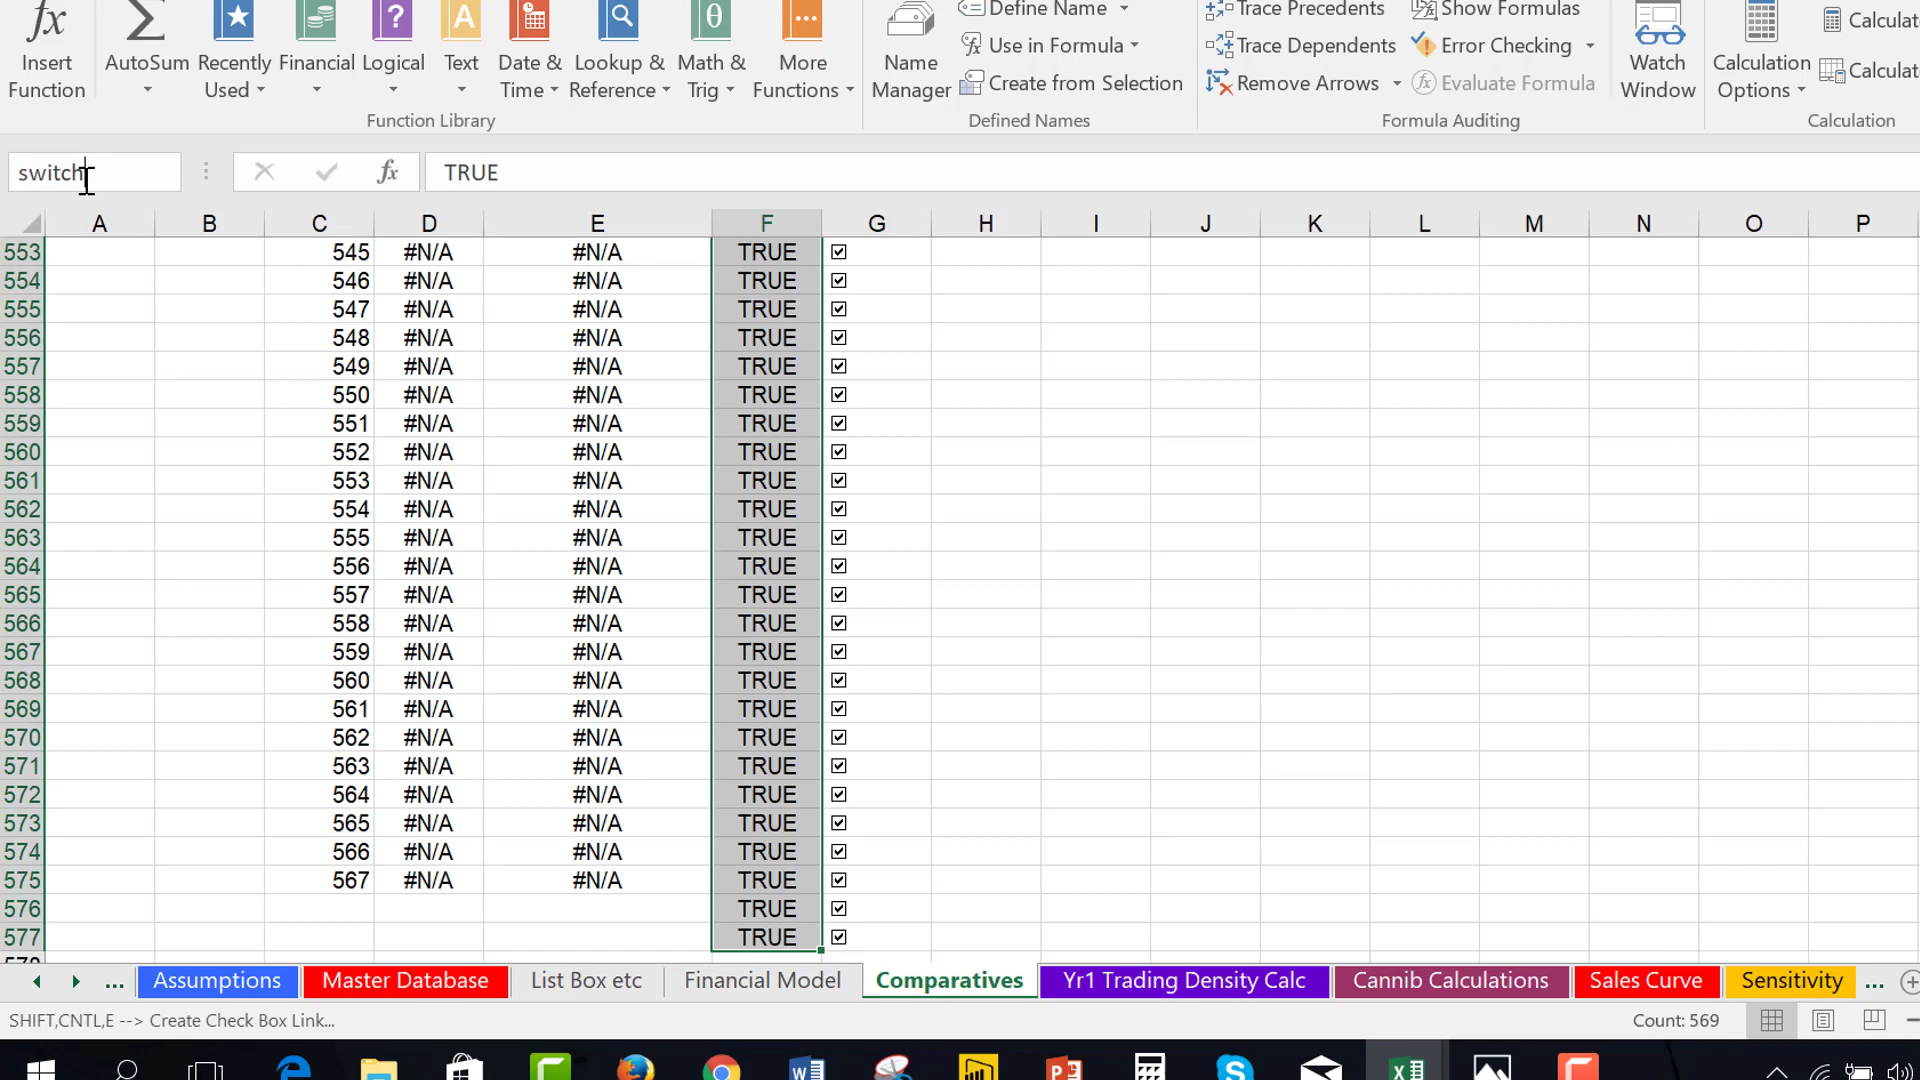 Insert Function
AutoSum
Recently Used
Financial
Logical
Text
Date & Time
Lookup & Reference
Math & Trig
More Functions
Function Library
Name Manager
Define Name
Use in Formula
Create from Selection
Defined Names
Trace Precedents
Trace Dependents
Remove Arrows
Show Formulas
Error Checking
Evaluate Formula
Formula Auditing
Watch Window
Calculation Options
Calculat
Calculat
Calculation
switch fx TRUE
A B C D E F G H I J K L M N O P
553 545 #N/A #N/A TRUE
554 546 #N/A #N/A TRUE
555 547 #N/A #N/A TRUE
556 548 #N/A #N/A TRUE
557 549 #N/A #N/A TRUE
558 550 #N/A #N/A TRUE
559 551 #N/A #N/A TRUE
560 552 #N/A #N/A TRUE
561 553 #N/A #N/A TRUE
562 554 #N/A #N/A TRUE
563 555 #N/A #N/A TRUE
564 556 #N/A #N/A TRUE
565 557 #N/A #N/A TRUE
566 558 #N/A #N/A TRUE
567 559 #N/A #N/A TRUE
568 560 #N/A #N/A TRUE
569 561 #N/A #N/A TRUE
570 562 #N/A #N/A TRUE
571 563 #N/A #N/A TRUE
572 564 #N/A #N/A TRUE
573 565 #N/A #N/A TRUE
574 566 #N/A #N/A TRUE
575 567 #N/A #N/A TRUE
576 TRUE
577 TRUE
... Assumptions Master Database List Box etc Financial Model Comparatives Yr1 Trading Density Calc Cannib Calculations Sales Curve Sensitivity ...
SHIFT,CNTL,E --> Create Check Box Link... Count: 569